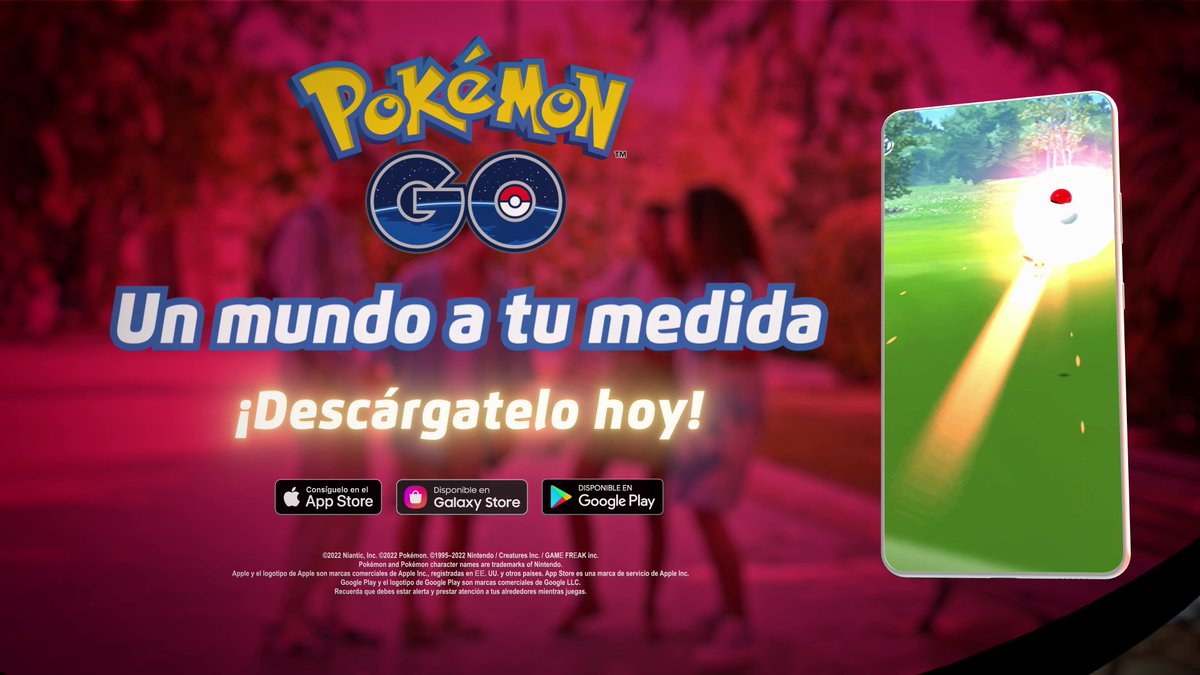 POKéMON
™
GO
Un mundo a tu medida
¡Descárgatelo hoy!
Consíguelo en el
App Store
Disponible en
Galaxy Store
DISPONIBLE EN
Google Play
©2022 Niantic, Inc. ©2022 Pokémon. ©1995–2022 Nintendo / Creatures Inc. / GAME FREAK inc.
Pokémon and Pokémon character names are trademarks of Nintendo.
Apple y el logotipo de Apple son marcas comerciales de Apple Inc., registradas en EE. UU. y otros países. App Store es una marca de servicio de Apple Inc.
Google Play y el logotipo de Google Play son marcas comerciales de Google LLC.
Recuerda que debes estar alerta y prestar atención a tus alrededores mientras juegas.